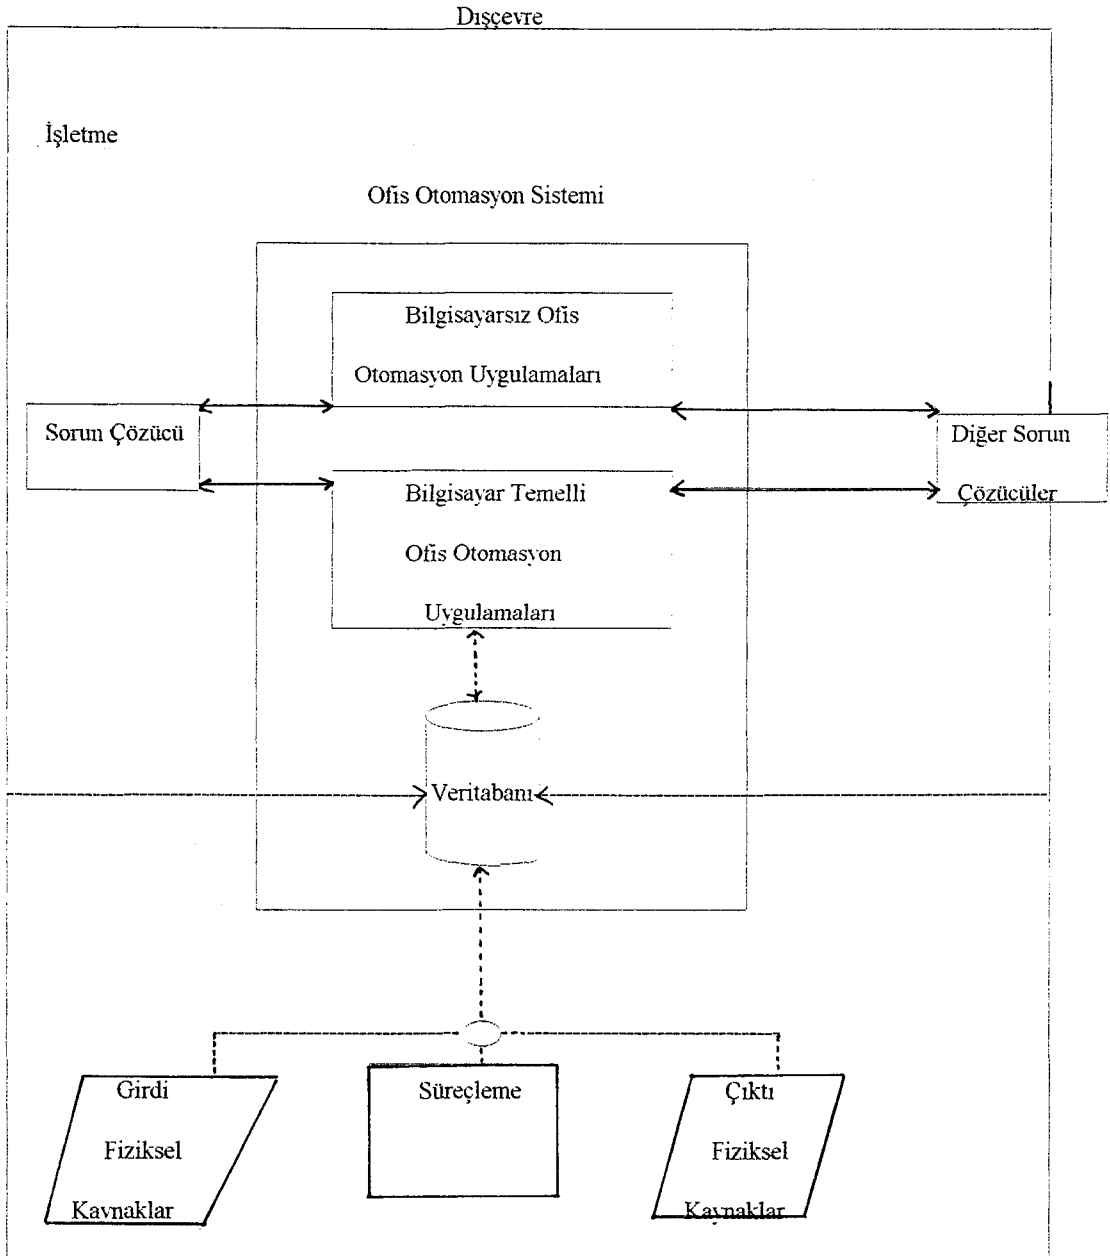 Dışçevre
İşletme
Ofis Otomasyon Sistemi
Bilgisayarsız Ofis
Otomasyon Uygulamaları
Sorun Çözücü
Diğer Sorun
Çözücüler
Bilgisayar Temelli
Ofis Otomasyon
Uygulamaları
Veritabanı
Girdi
Fiziksel
Kaynaklar
Süreçleme
Çıktı
Fiziksel
Kaynaklar